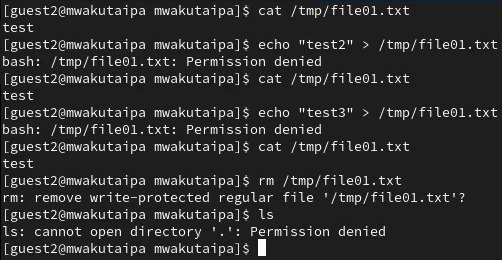 [guest2@mwakutaipa mwakutaipa]$ cat /tmp/file01.txt
test
[guest2@mwakutaipa mwakutaipa]$ echo "test2" > /tmp/file01.txt
bash: /tmp/file01.txt: Permission denied
[guest2@mwakutaipa mwakutaipa]$ cat /tmp/file01.txt
test
[guest2@mwakutaipa mwakutaipa]$ echo "test3" > /tmp/file01.txt
bash: /tmp/file01.txt: Permission denied
[guest2@mwakutaipa mwakutaipa]$ cat /tmp/file01.txt
test
[guest2@mwakutaipa mwakutaipa]$ rm /tmp/file01.txt
rm: remove write-protected regular file '/tmp/file01.txt'?
[guest2@mwakutaipa mwakutaipa]$ ls
ls: cannot open directory '.': Permission denied
[guest2@mwakutaipa mwakutaipa]$